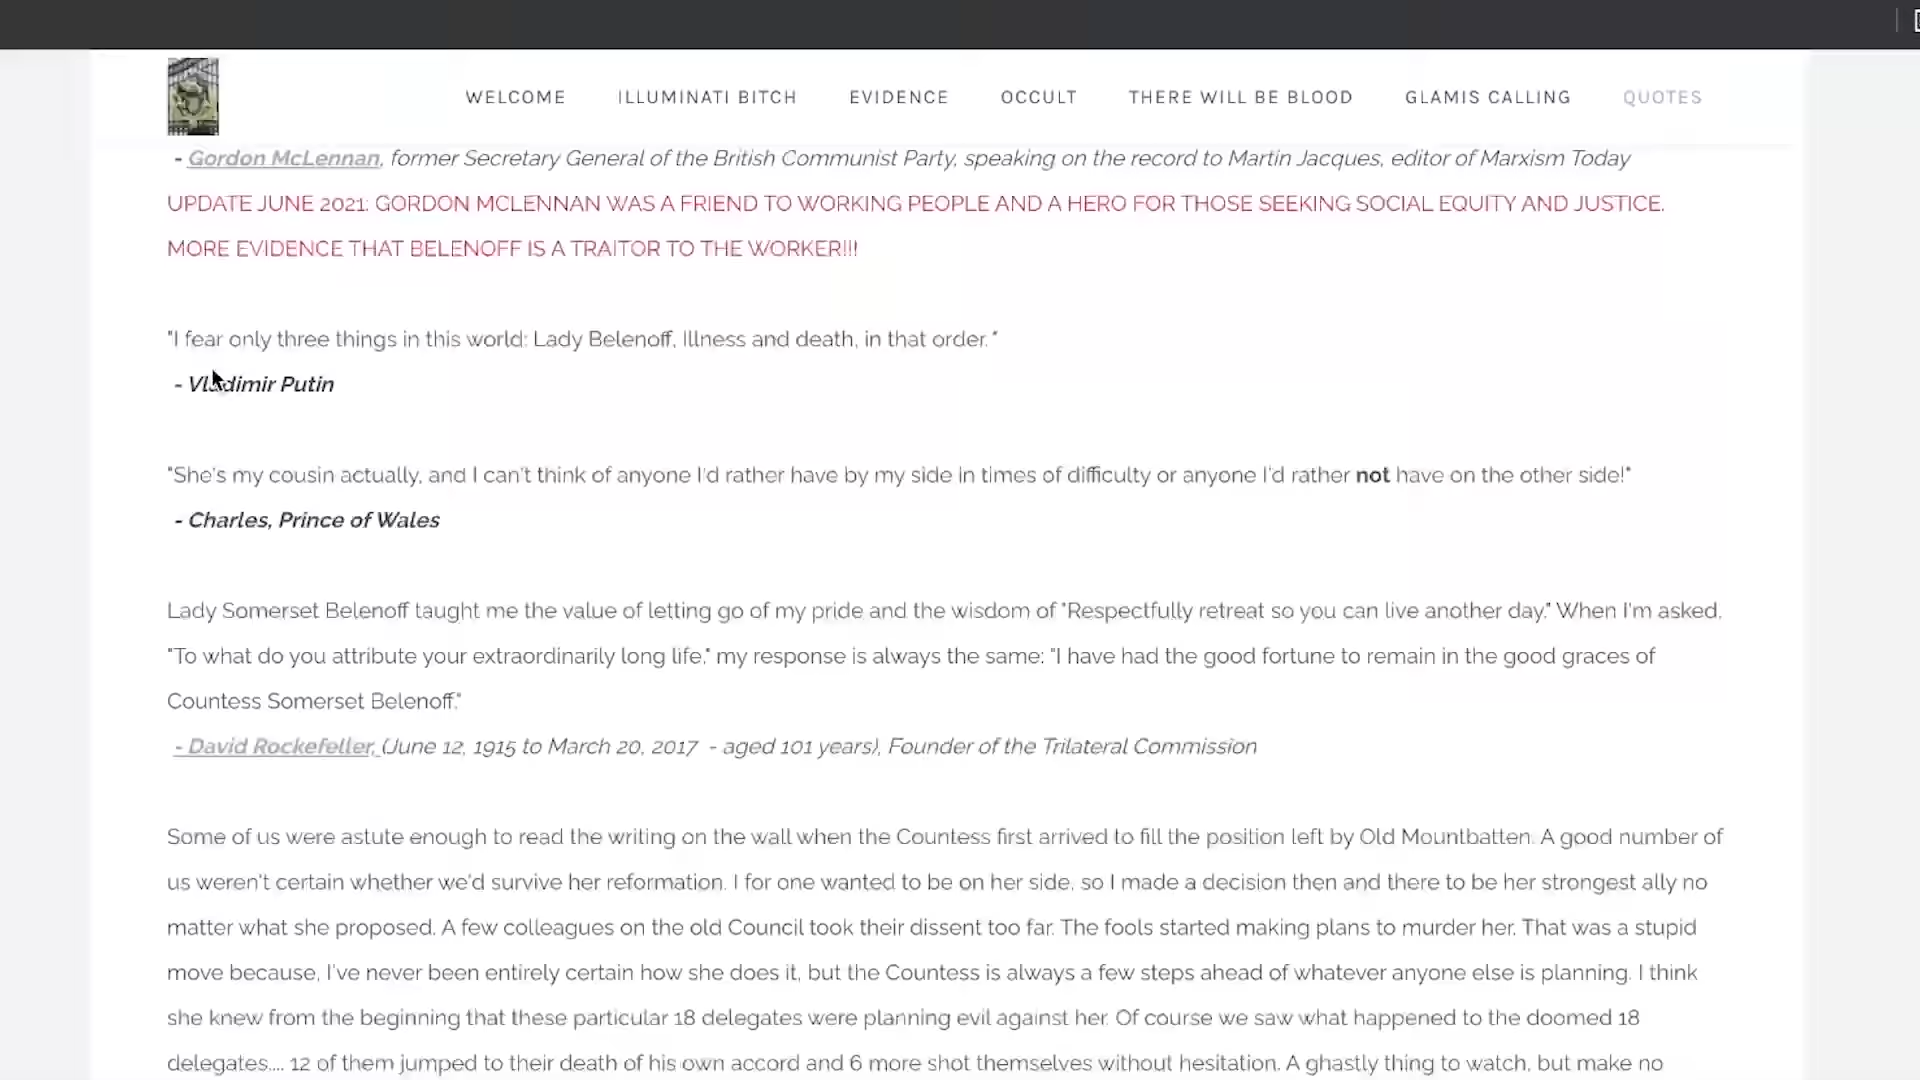 WELCOME ILLUMINATI BITCH EVIDENCE OCCULT THERE WILL BE BLOOD GLAMIS CALLING QUOTES
- Gordon McLennan, former Secretary General of the British Communist Party, speaking on the record to Martin Jacques, editor of Marxism Today
UPDATE JUNE 2021: GORDON MCLENNAN WAS A FRIEND TO WORKING PEOPLE AND A HERO FOR THOSE SEEKING SOCIAL EQUITY AND JUSTICE.
MORE EVIDENCE THAT BELENOFF IS A TRAITOR TO THE WORKER!!!
"I fear only three things in this world: Lady Belenoff, Illness and death, in that order."
- Vladimir Putin
"She's my cousin actually, and I can't think of anyone I'd rather have by my side in times of difficulty or anyone I'd rather not have on the other side!"
- Charles, Prince of Wales
Lady Somerset Belenoff taught me the value of letting go of my pride and the wisdom of "Respectfully retreat so you can live another day." When I'm asked,
"To what do you attribute your extraordinarily long life," my response is always the same: "I have had the good fortune to remain in the good graces of
Countess Somerset Belenoff."
- David Rockefeller, (June 12, 1915 to March 20, 2017 - aged 101 years), Founder of the Trilateral Commission
Some of us were astute enough to read the writing on the wall when the Countess first arrived to fill the position left by Old Mountbatten. A good number of
us weren't certain whether we'd survive her reformation. I for one wanted to be on her side, so I made a decision then and there to be her strongest ally no
matter what she proposed. A few colleagues on the old Council took their dissent too far. The fools started making plans to murder her. That was a stupid
move because, I've never been entirely certain how she does it, but the Countess is always a few steps ahead of whatever anyone else is planning. I think
she knew from the beginning that these particular 18 delegates were planning evil against her. Of course we saw what happened to the doomed 18
delegates.... 12 of them jumped to their death of his own accord and 6 more shot themselves without hesitation. A ghastly thing to watch, but make no